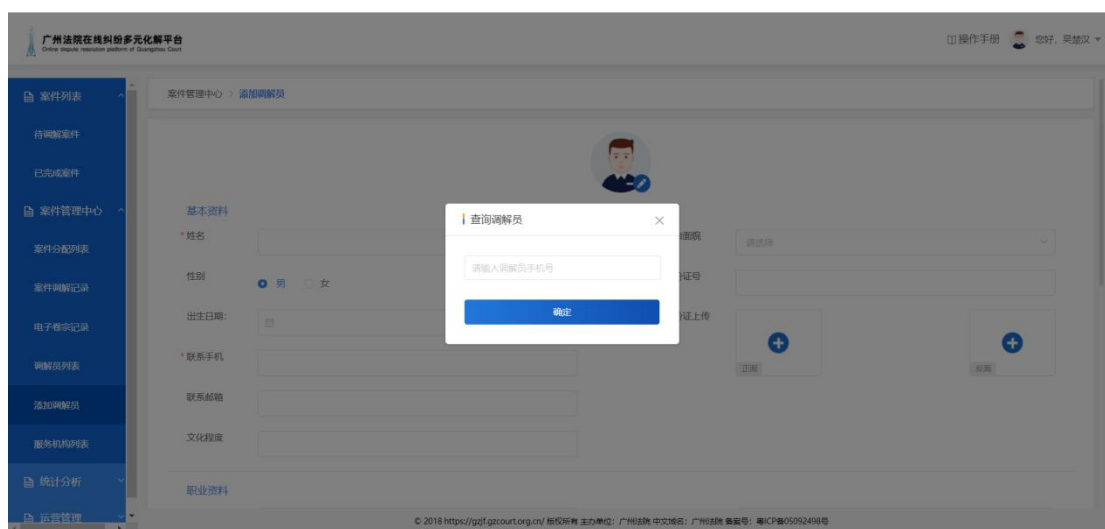 广州法院在线纠纷多元化解平台
Online dispute resolution platform of Guangzhou Court
操作手册 您好，吴楚汉
案件列表
案件管理中心 > 添加调解员
待调解案件
已完成案件
案件管理中心
基本资料
查询调解员
*姓名
面貌
请选择
案件分配列表
请输入调解员手机号
性别
男 女
份证号
案件调解记录
确定
出生日期:
份证上传
电子卷宗记录
*联系手机
正面
反面
调解员列表
联系邮箱
添加调解员
文化程度
服务机构列表
统计分析
职业资料
运营管理
© 2018 https://gzjf.gzcourt.org.cn/ 版权所有 主办单位：广州法院 中文域名：广州法院 备案号：粤ICP备05092498号